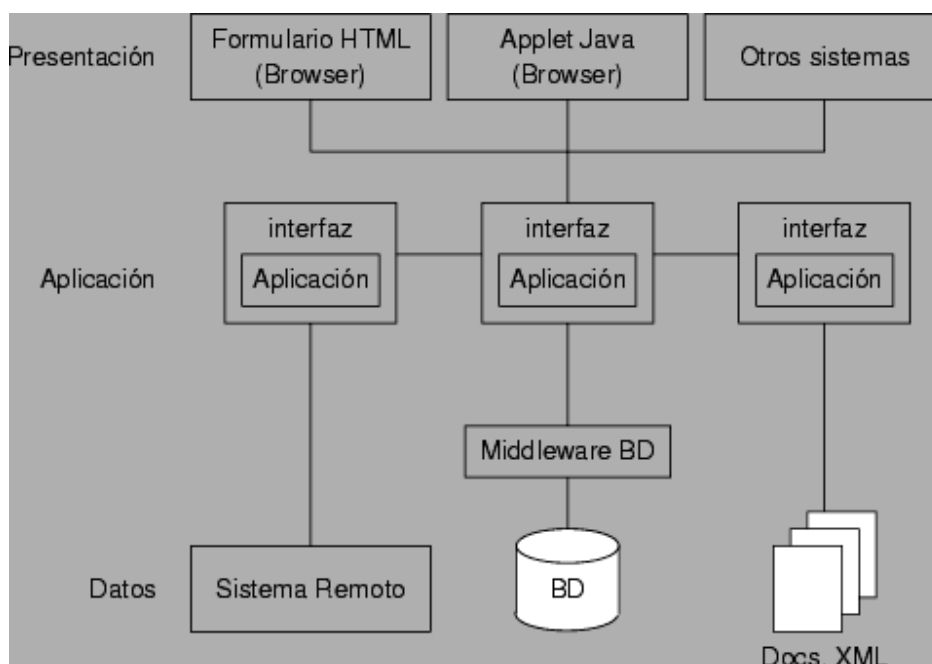 Presentación
Formulario HTML
(Browser)
Applet Java
(Browser)
Otros sistemas
Aplicación
interfaz
Aplicación
interfaz
Aplicación
interfaz
Aplicación
Middleware BD
Datos
Sistema Remoto
BD
Docs. XML